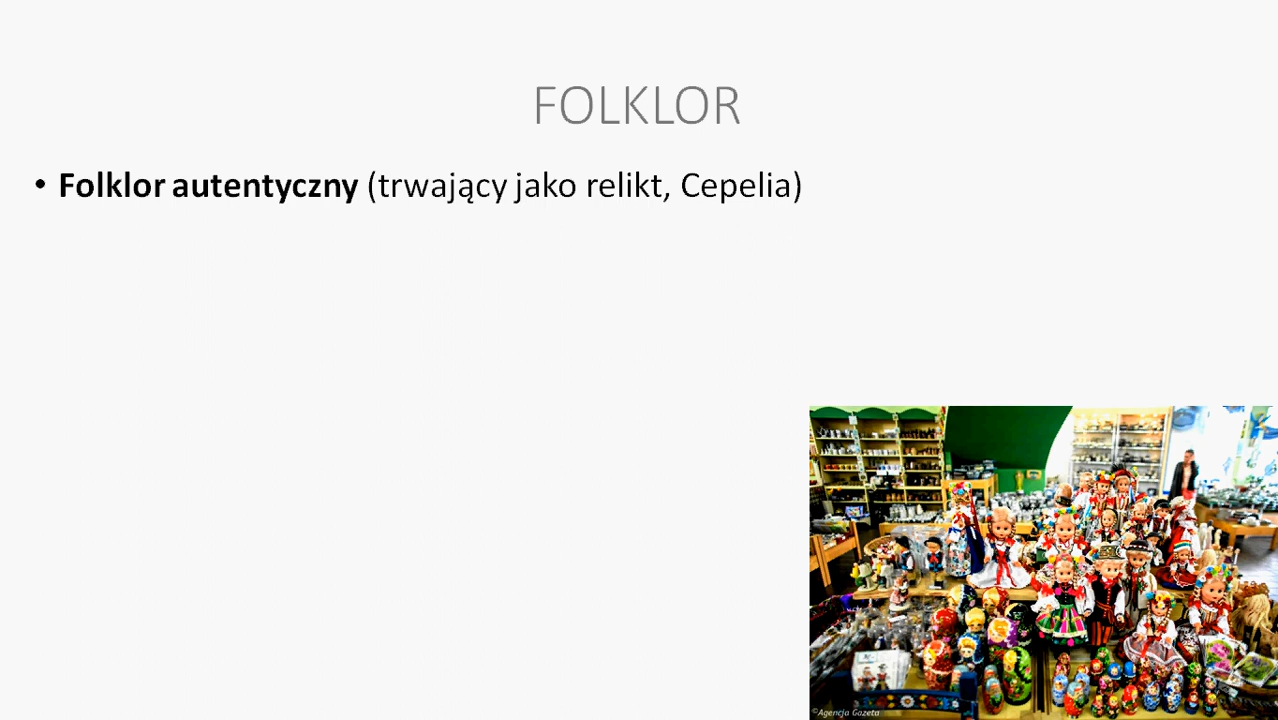 FOLKLOR
• Folklor autentyczny (trwający jako relikt, Cepelia)
©Agencja Gazeta